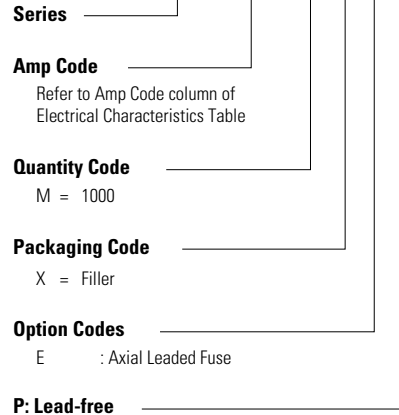 Series
Amp Code
Refer to Amp Code column of
Electrical Characteristics Table
Quantity Code
M = 1000
Packaging Code
X = Filler
Option Codes
E : Axial Leaded Fuse
P: Lead-free